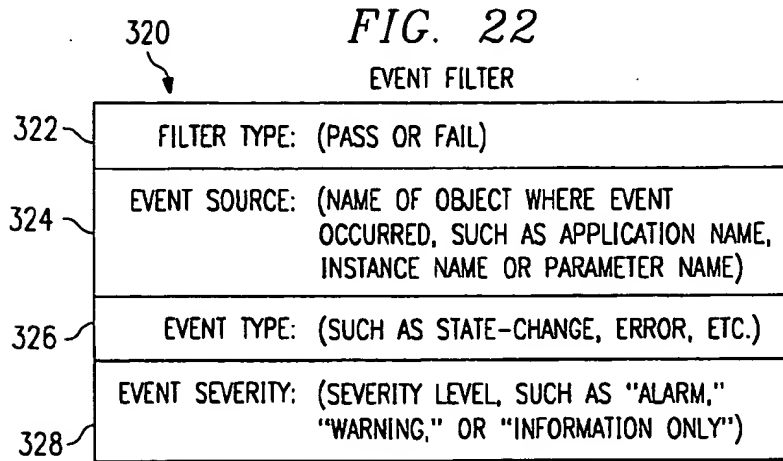 FIG. 22
320
EVENT FILTER
322
FILTER TYPE: (PASS OR FAIL)
324
EVENT SOURCE: (NAME OF OBJECT WHERE EVENT
OCCURRED, SUCH AS APPLICATION NAME,
INSTANCE NAME OR PARAMETER NAME)
326
EVENT TYPE: (SUCH AS STATE-CHANGE, ERROR, ETC.)
328
EVENT SEVERITY: (SEVERITY LEVEL, SUCH AS "ALARM,"
"WARNING," OR "INFORMATION ONLY")